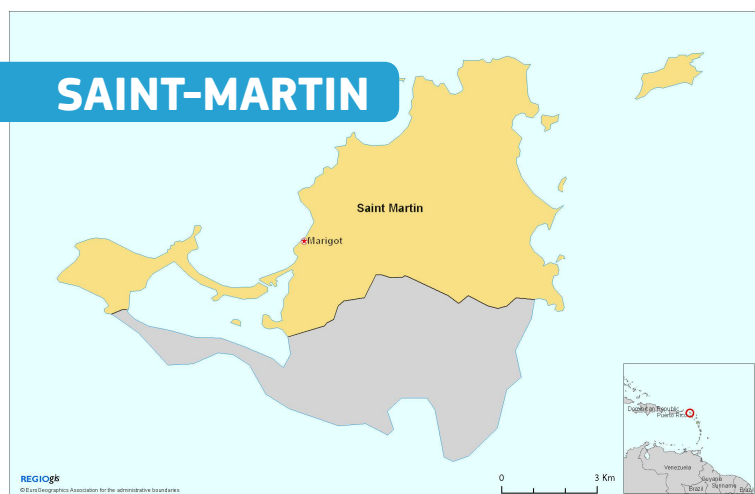 SAINT-MARTIN
Saint Martin
Marigot
Dominican Republic
Puerto Rico
Venezuela
Guyana
Suriname
Brazil
REGIOgis
© EuroGeographics Association for the administrative boundaries
0 3 Km